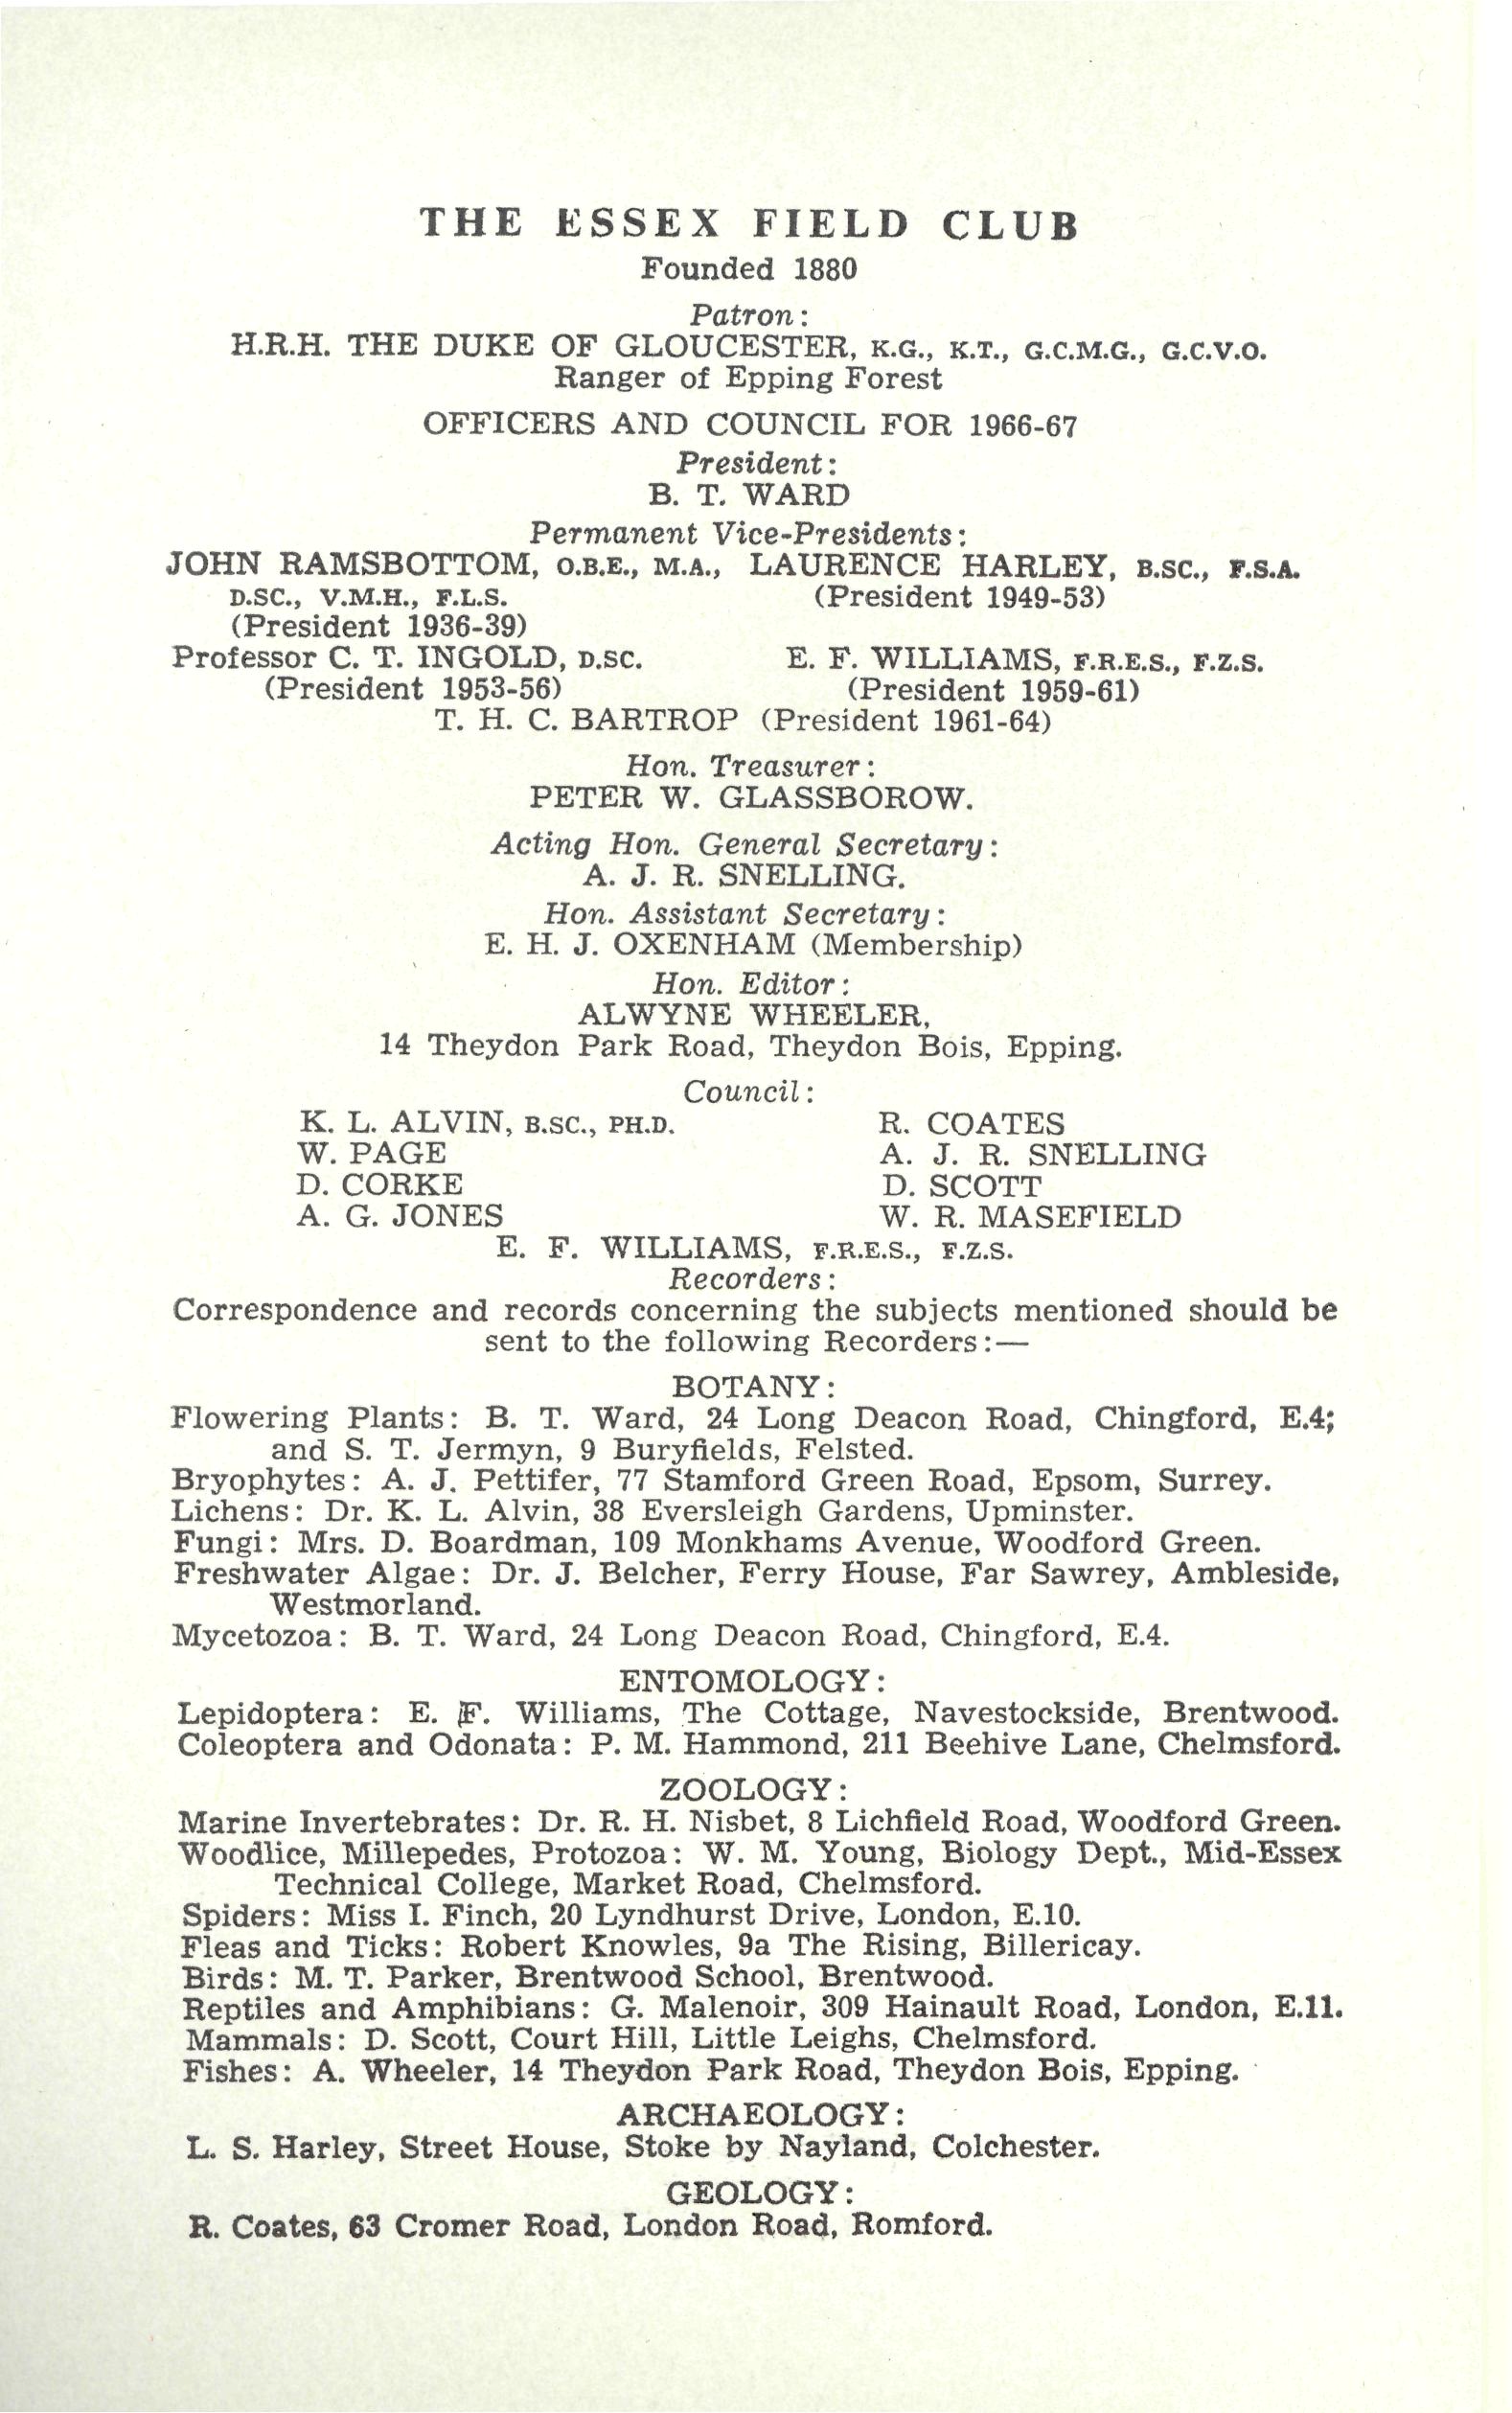 THE ESSEX FIELD CLUB
Founded 1880
Patron:
H.R.H. THE DUKE OF GLOUCESTER, K.G., K.T., G.C.M.G., G.C.V.O.
Ranger of Epping Forest
OFFICERS AND COUNCIL FOR 1966-67
President:
B. T. WARD
Permanent Vice-Presidents:
JOHN RAMSBOTTOM, O.B.E., M.A., LAURENCE HARLEY, B.SC., F.S.A.
D.SC., V.M.H., F.L.S. (President 1949-53)
(President 1936-39)
Professor C. T. INGOLD, D.SC. E. F. WILLIAMS, F.R.E.S., F.Z.S.
(President 1953-56) (President 1959-61)
T. H. C. BARTROP (President 1961-64)
Hon. Treasurer:
PETER W. GLASSBOROW.
Acting Hon. General Secretary:
A. J. R. SNELLING.
Hon. Assistant Secretary:
E. H. J. OXENHAM (Membership)
Hon. Editor:
ALWYNE WHEELER,
14 Theydon Park Road, Theydon Bois, Epping.
Council:
K. L. ALVIN, B.SC., PH.D. R. COATES
W. PAGE A. J. R. SNELLING
D. CORKE D. SCOTT
A. G. JONES W. R. MASEFIELD
E. F. WILLIAMS, F.R.E.S., F.Z.S.
Recorders:
Correspondence and records concerning the subjects mentioned should be
sent to the following Recorders:—
BOTANY:
Flowering Plants: B. T. Ward, 24 Long Deacon Road, Chingford, E.4;
and S. T. Jermyn, 9 Buryfields, Felsted.
Bryophytes: A. J. Pettifer, 77 Stamford Green Road, Epsom, Surrey.
Lichens: Dr. K. L. Alvin, 38 Eversleigh Gardens, Upminster.
Fungi: Mrs. D. Boardman, 109 Monkhams Avenue, Woodford Green.
Freshwater Algae: Dr. J. Belcher, Ferry House, Far Sawrey, Ambleside,
Westmorland.
Mycetozoa: B. T. Ward, 24 Long Deacon Road, Chingford, E.4.
ENTOMOLOGY:
Lepidoptera: E. F. Williams, The Cottage, Navestockside, Brentwood.
Coleoptera and Odonata: P. M. Hammond, 211 Beehive Lane, Chelmsford.
ZOOLOGY:
Marine Invertebrates: Dr. R. H. Nisbet, 8 Lichfield Road, Woodford Green.
Woodlice, Millepedes, Protozoa: W. M. Young, Biology Dept., Mid-Essex
Technical College, Market Road, Chelmsford.
Spiders: Miss I. Finch, 20 Lyndhurst Drive, London, E.10.
Fleas and Ticks: Robert Knowles, 9a The Rising, Billericay.
Birds: M. T. Parker, Brentwood School, Brentwood.
Reptiles and Amphibians: G. Malenoir, 309 Hainault Road, London, E.11.
Mammals: D. Scott, Court Hill, Little Leighs, Chelmsford.
Fishes: A. Wheeler, 14 Theydon Park Road, Theydon Bois, Epping.
ARCHAEOLOGY:
L. S. Harley, Street House, Stoke by Nayland, Colchester.
GEOLOGY:
R. Coates, 63 Cromer Road, London Road, Romford.